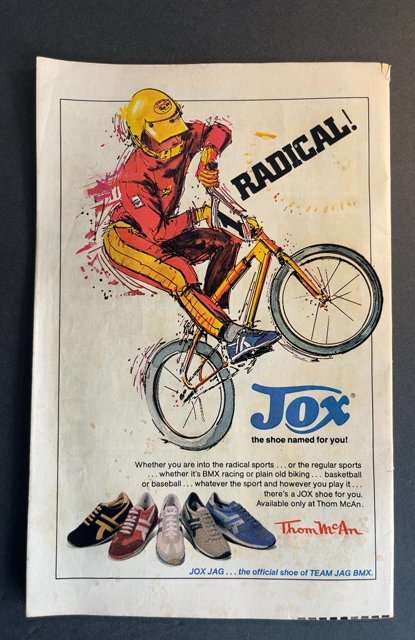 RADICAL!
Jox®
the shoe named for you!
Whether you are into the radical sports . . . or the regular sports
. . . whether it's BMX racing or plain old biking . . . basketball
or baseball . . . whatever the sport and however you play it . . .
there's a JOX shoe for you.
Available only at Thom McAn.
Thom McAn
JOX JAG . . . the official shoe of TEAM JAG BMX.